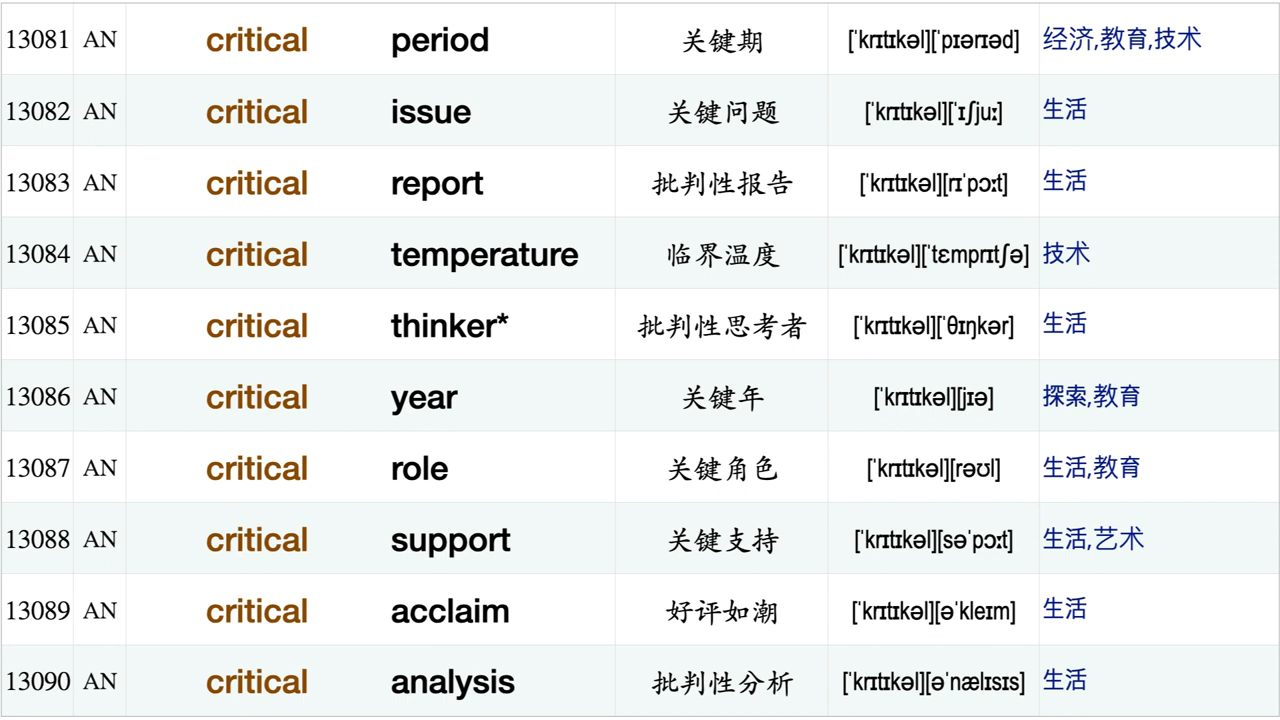 13081 AN critical period 关键期 [ˈkrɪtɪkəl][ˈpɪərɪəd] 经济,教育,技术
13082 AN critical issue 关键问题 [ˈkrɪtɪkəl][ˈɪʃjuː] 生活
13083 AN critical report 批判性报告 [ˈkrɪtɪkəl][rɪˈpɔːt] 生活
13084 AN critical temperature 临界温度 [ˈkrɪtɪkəl][ˈtɛmprɪtʃə] 技术
13085 AN critical thinker* 批判性思考者 [ˈkrɪtɪkəl][ˈθɪŋkər] 生活
13086 AN critical year 关键年 [ˈkrɪtɪkəl][jɪə] 探索,教育
13087 AN critical role 关键角色 [ˈkrɪtɪkəl][rəʊl] 生活,教育
13088 AN critical support 关键支持 [ˈkrɪtɪkəl][səˈpɔːt] 生活,艺术
13089 AN critical acclaim 好评如潮 [ˈkrɪtɪkəl][əˈkleɪm] 生活
13090 AN critical analysis 批判性分析 [ˈkrɪtɪkəl][əˈnælɪsɪs] 生活